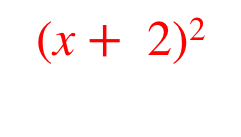 (x + 2)²